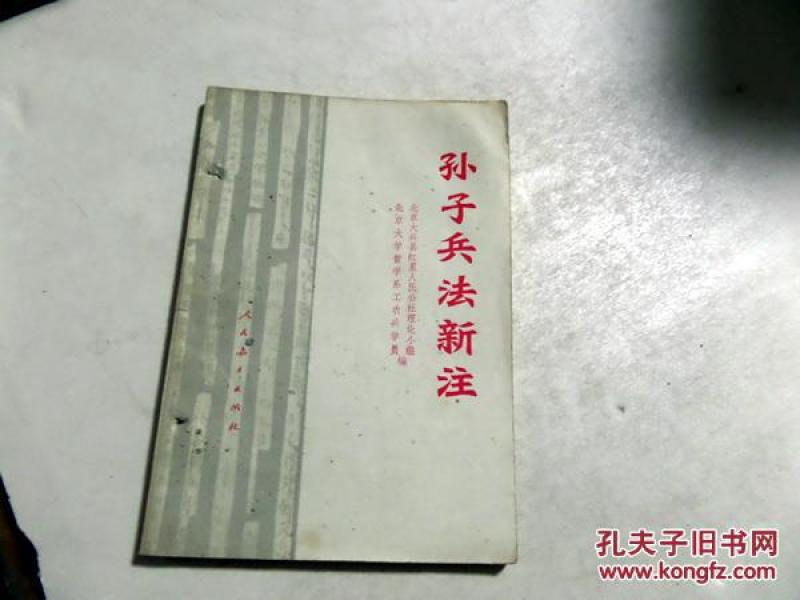 孙子兵法新注
北京大兴县红星人民公社理论小组
北京大学哲学系工农兵学员
编
人民教育出版社
孔夫子旧书网
www.kongfz.com